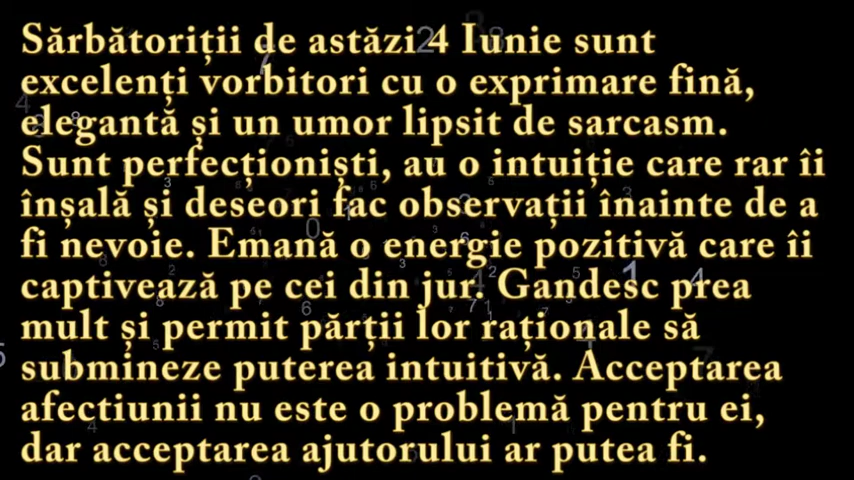 Sărbătoriții de astăzi 4 Iunie sunt
excelenți vorbitori cu o exprimare fină,
elegantă și un umor lipsit de sarcasm.
Sunt perfecționiști, au o intuiție care rar îi
înșală și deseori fac observații înainte de a
fi nevoie. Emană o energie pozitivă care îi
captivează pe cei din jur. Gandesc prea
mult și permit părții lor raționale să
submineze puterea intuitivă. Acceptarea
afectiunii nu este o problemă pentru ei,
dar acceptarea ajutorului ar putea fi.